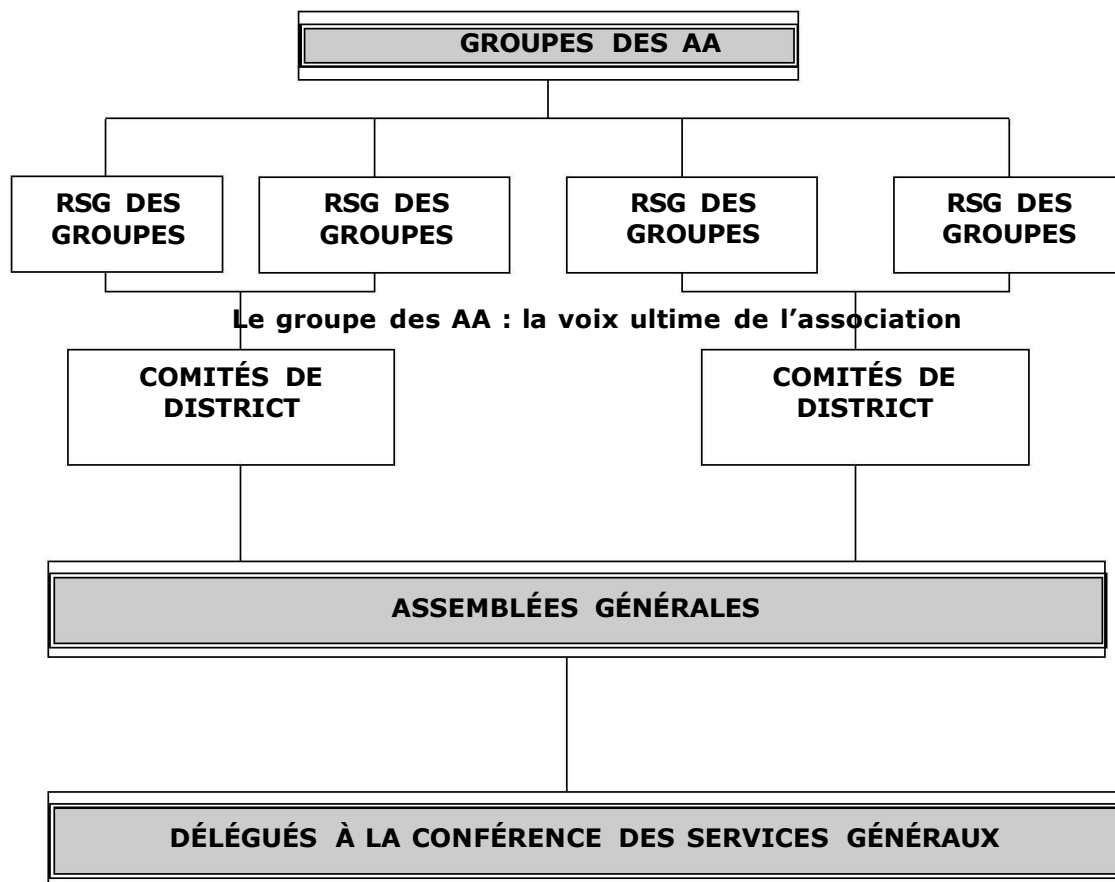 GROUPES DES AA
RSG DES
GROUPES
RSG DES
GROUPES
RSG DES
GROUPES
RSG DES
GROUPES
Le groupe des AA : la voix ultime de l’association
COMITÉS DE
DISTRICT
COMITÉS DE
DISTRICT
ASSEMBLÉES GÉNÉRALES
DÉLÉGUÉS À LA CONFÉRENCE DES SERVICES GÉNÉRAUX